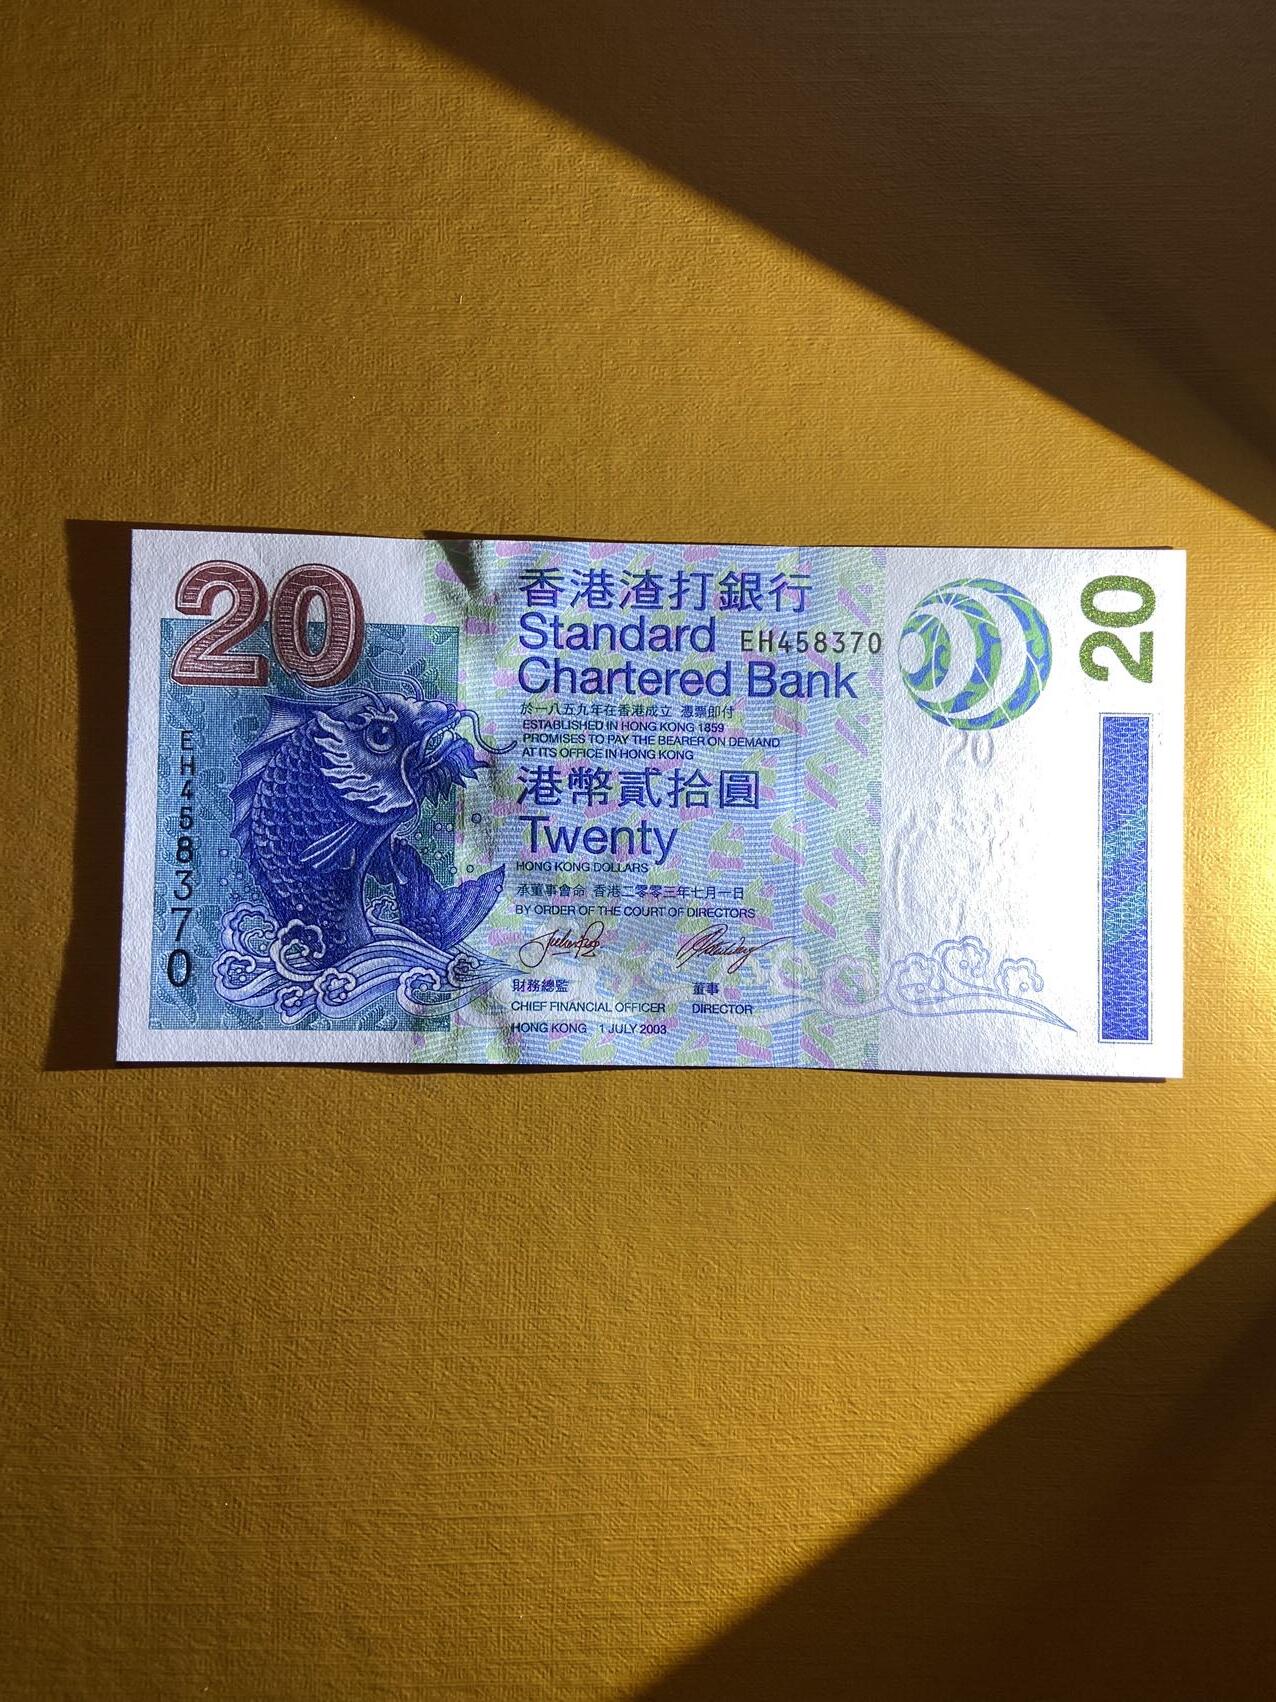 20
EH458370
香港渣打銀行
Standard
EH458370
Chartered Bank
於一八五九年在香港成立 憑票即付
ESTABLISHED IN HONG KONG 1859
PROMISES TO PAY THE BEARER ON DEMAND
AT ITS OFFICE IN HONG KONG
港幣貳拾圓
Twenty
HONG KONG DOLLARS
承董事會命 香港二零零三年七月一日
BY ORDER OF THE COURT OF DIRECTORS
財務總監 董事
CHIEF FINANCIAL OFFICER DIRECTOR
HONG KONG 1 JULY 2003
20
20